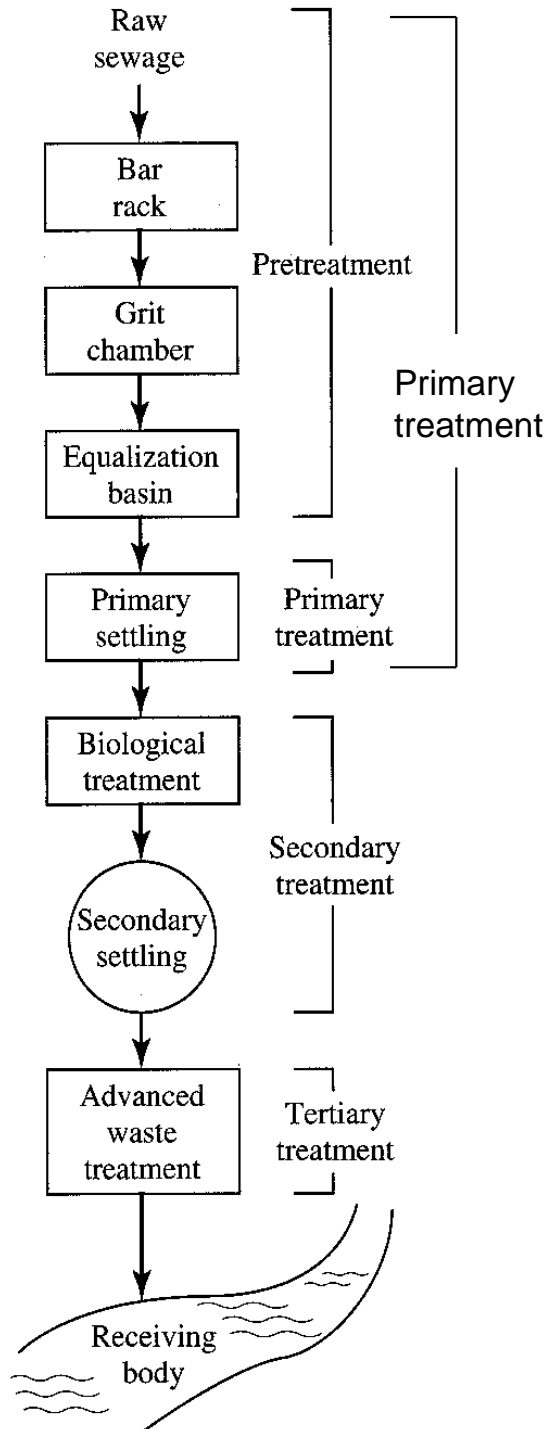 Raw
sewage
Bar
rack
Pretreatment
Grit
chamber
Primary
treatment
Equalization
basin
Primary
settling
Primary
treatment
Biological
treatment
Secondary
treatment
Secondary
settling
Advanced
waste
treatment
Tertiary
treatment
Receiving
body